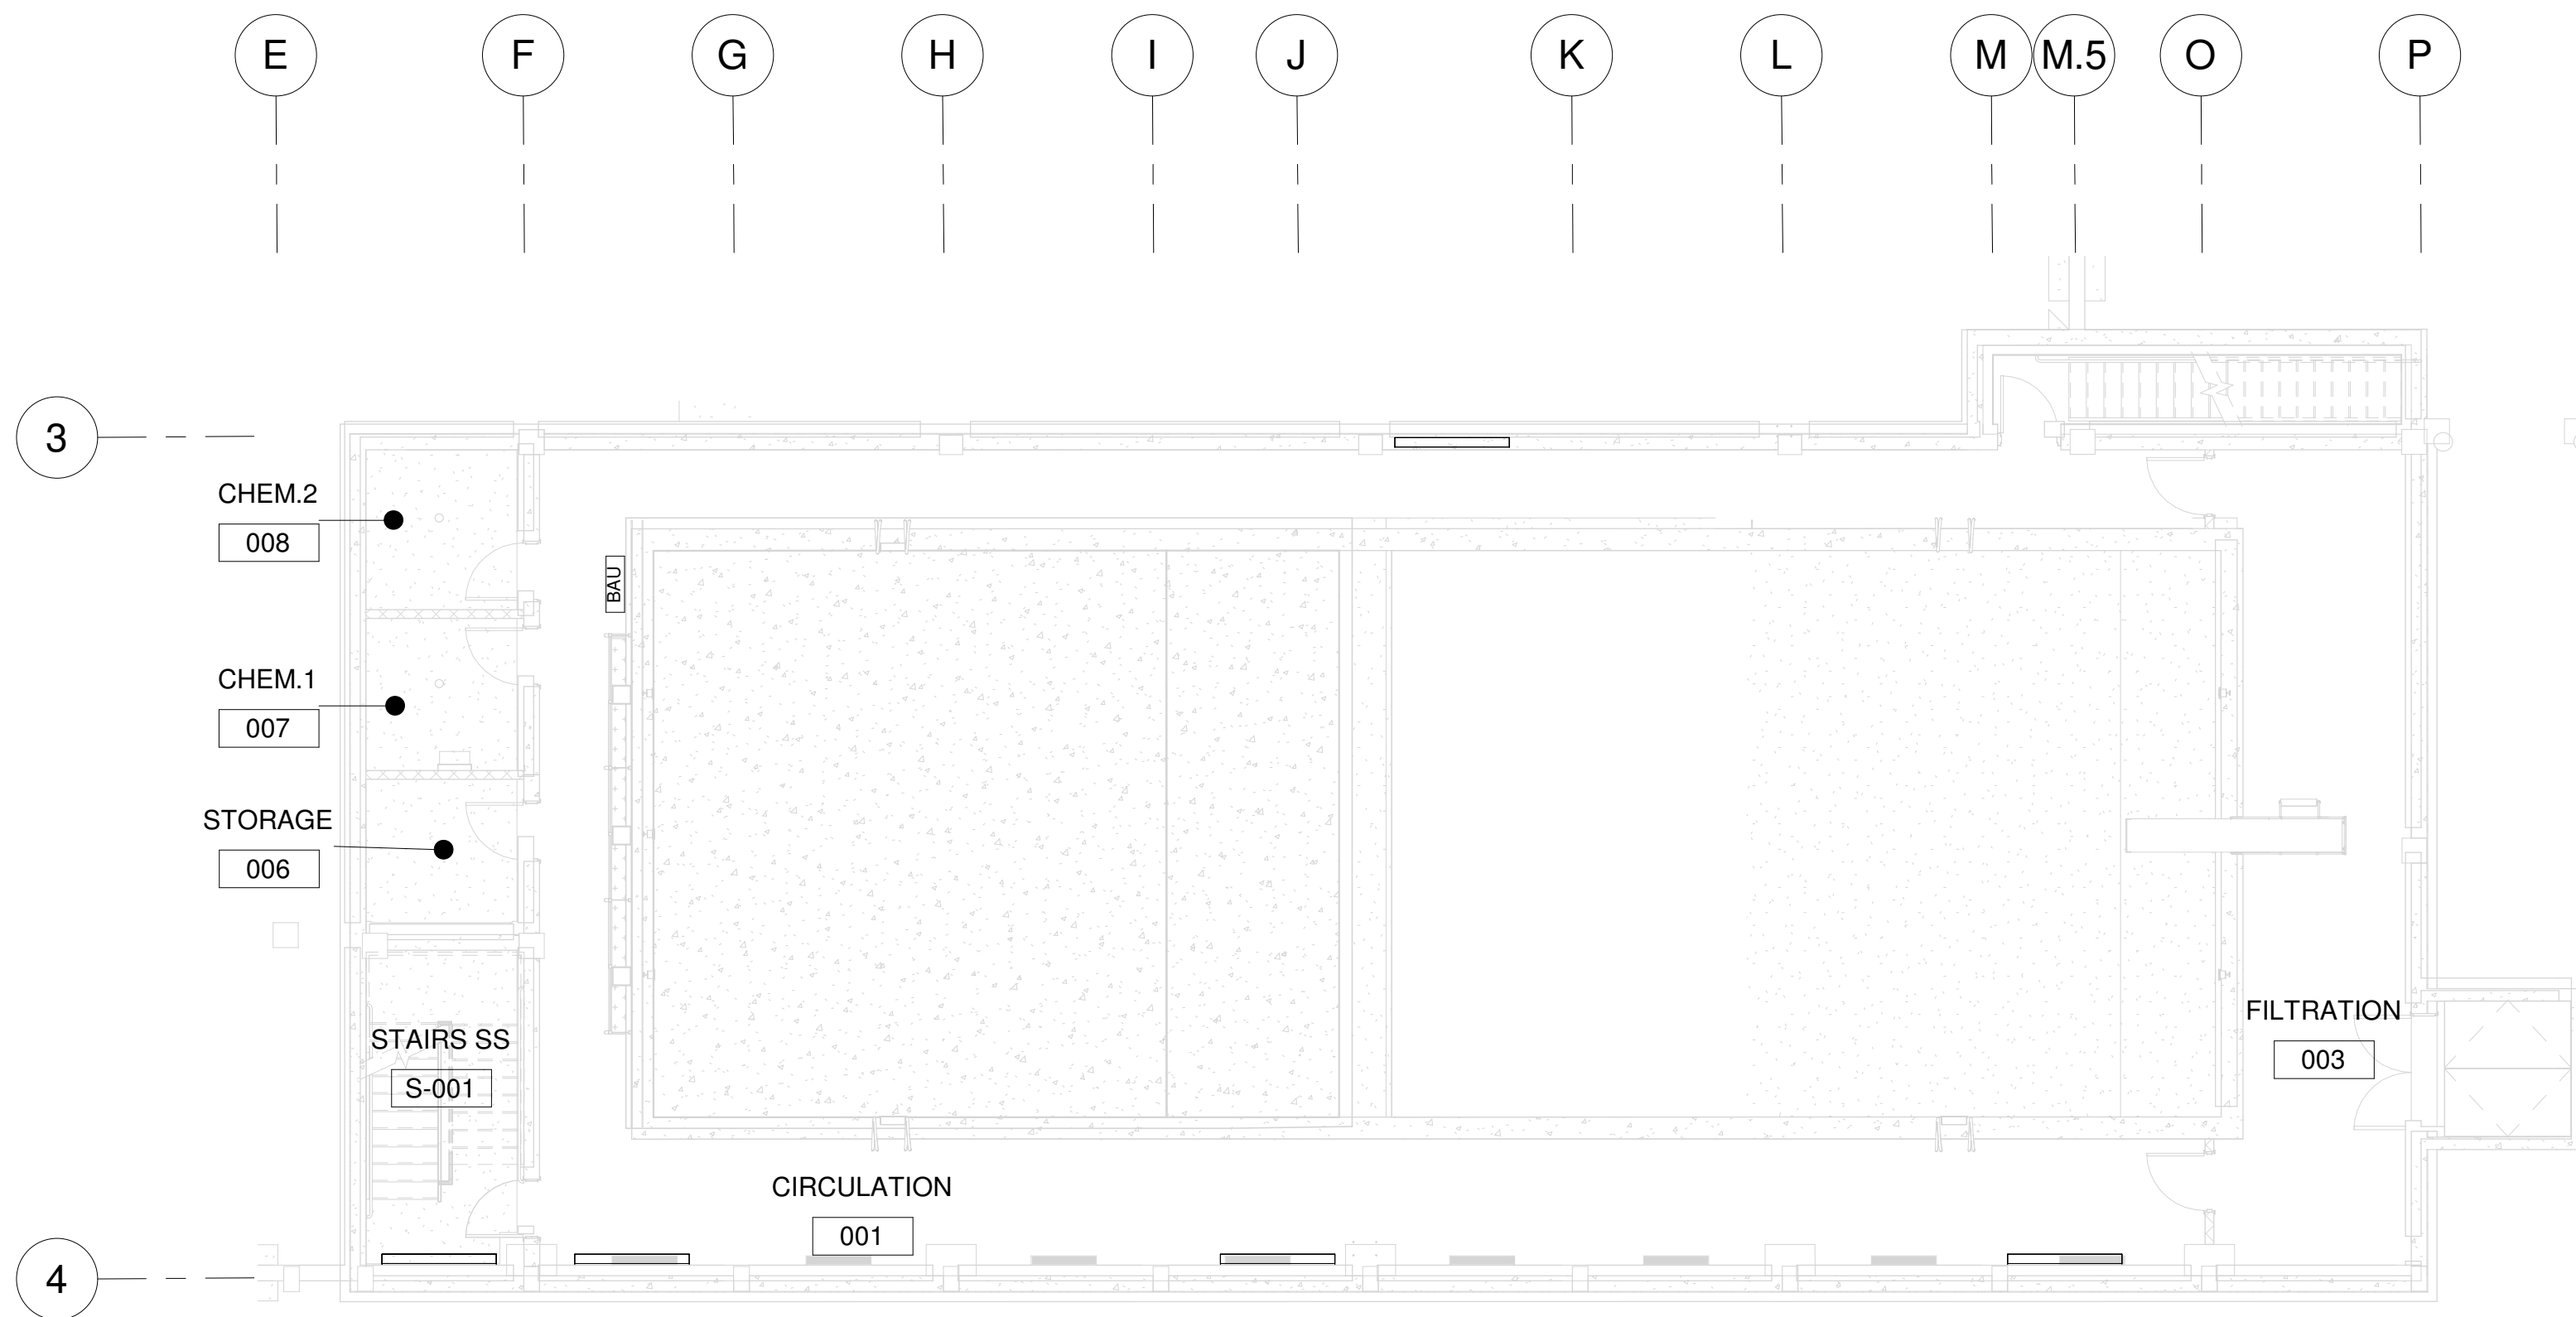 E F G H I J K L M M.5 O P
3
CHEM.2
008
BAU
CHEM.1
007
STORAGE
006
FILTRATION
003
STAIRS SS
S-001
CIRCULATION
001
4